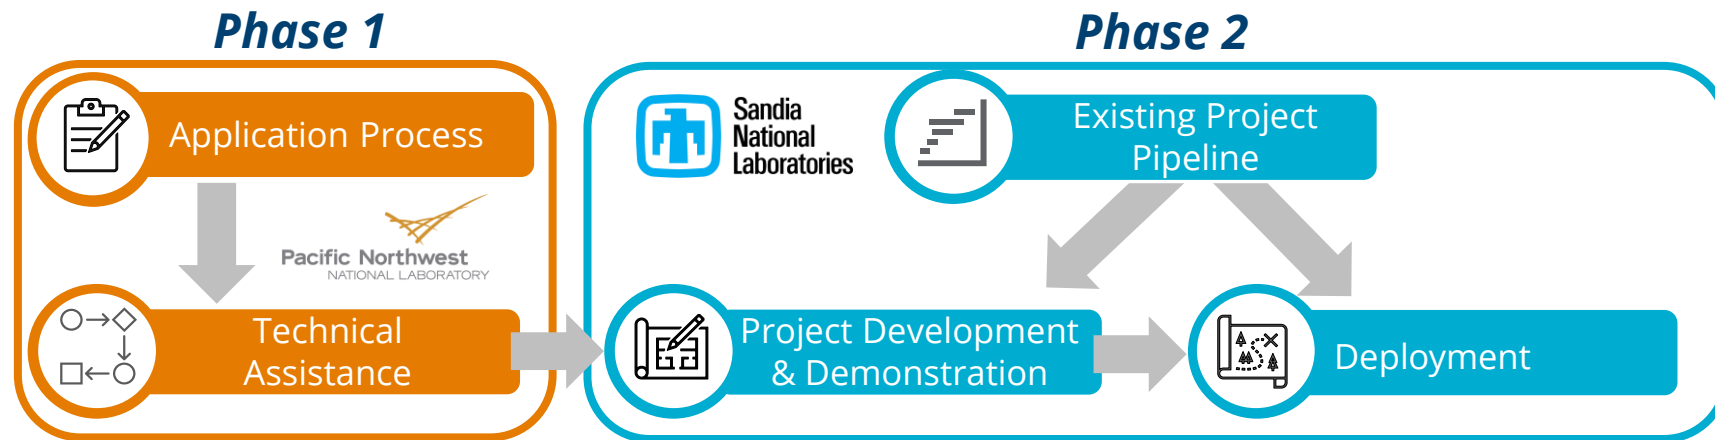 Phase 1
Application Process
Pacific Northwest
NATIONAL LABORATORY
Technical
Assistance
Phase 2
Sandia
National
Laboratories
Existing Project
Pipeline
Project Development
& Demonstration
Deployment